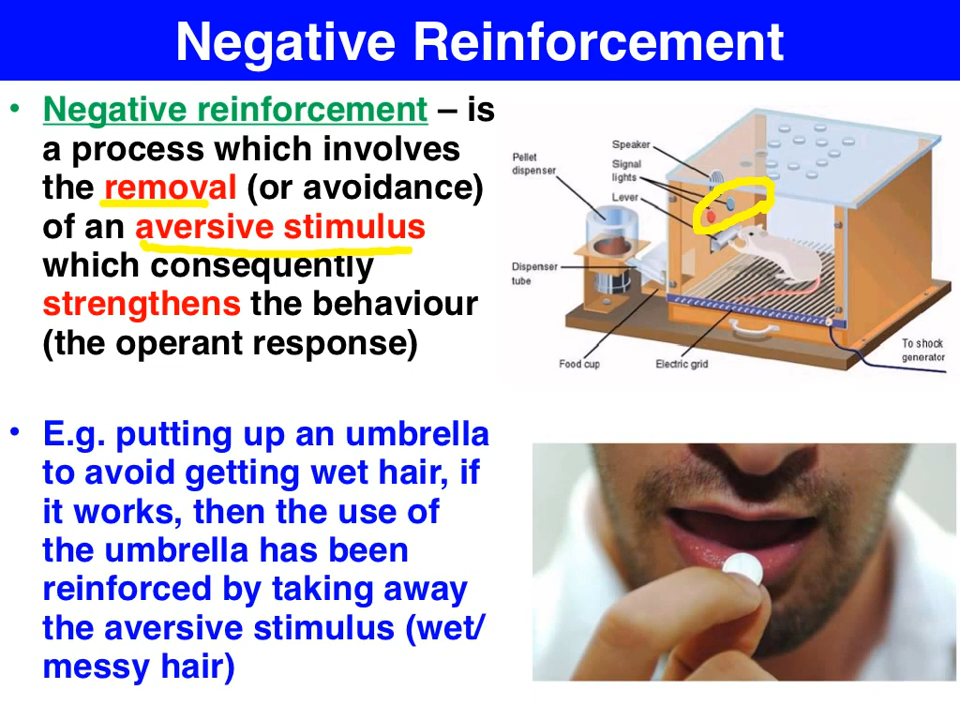 Negative Reinforcement
• Negative reinforcement – is
a process which involves
the removal (or avoidance)
of an aversive stimulus
which consequently
strengthens the behaviour
(the operant response)
• E.g. putting up an umbrella
to avoid getting wet hair, if
it works, then the use of
the umbrella has been
reinforced by taking away
the aversive stimulus (wet/
messy hair)
Pellet
dispenser
Speaker
Signal
lights
Lever
Dispenser
tube
Food cup
Electric grid
To shock
generator